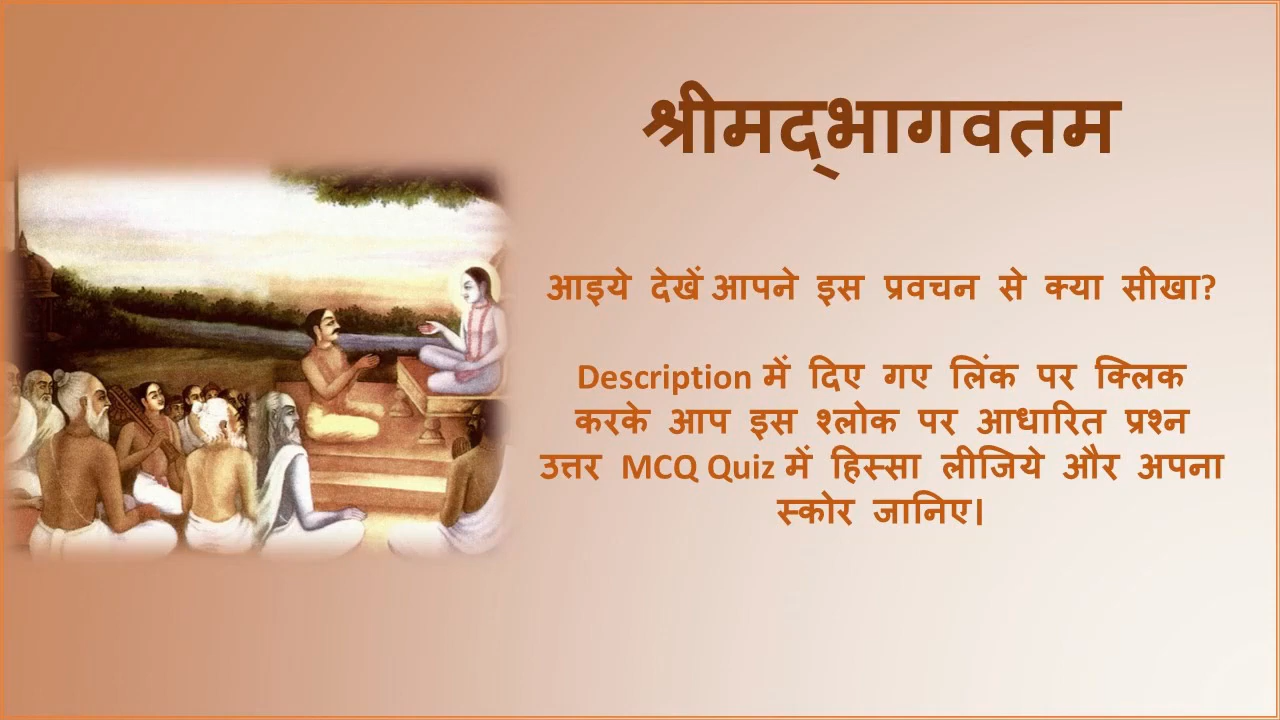 श्रीमद्‌भागवतम
आइये देखें आपने इस प्रवचन से क्या सीखा?
Description में दिए गए लिंक पर क्लिक
करके आप इस श्लोक पर आधारित प्रश्न
उत्तर MCQ Quiz में हिस्सा लीजिये और अपना
स्कोर जानिए।